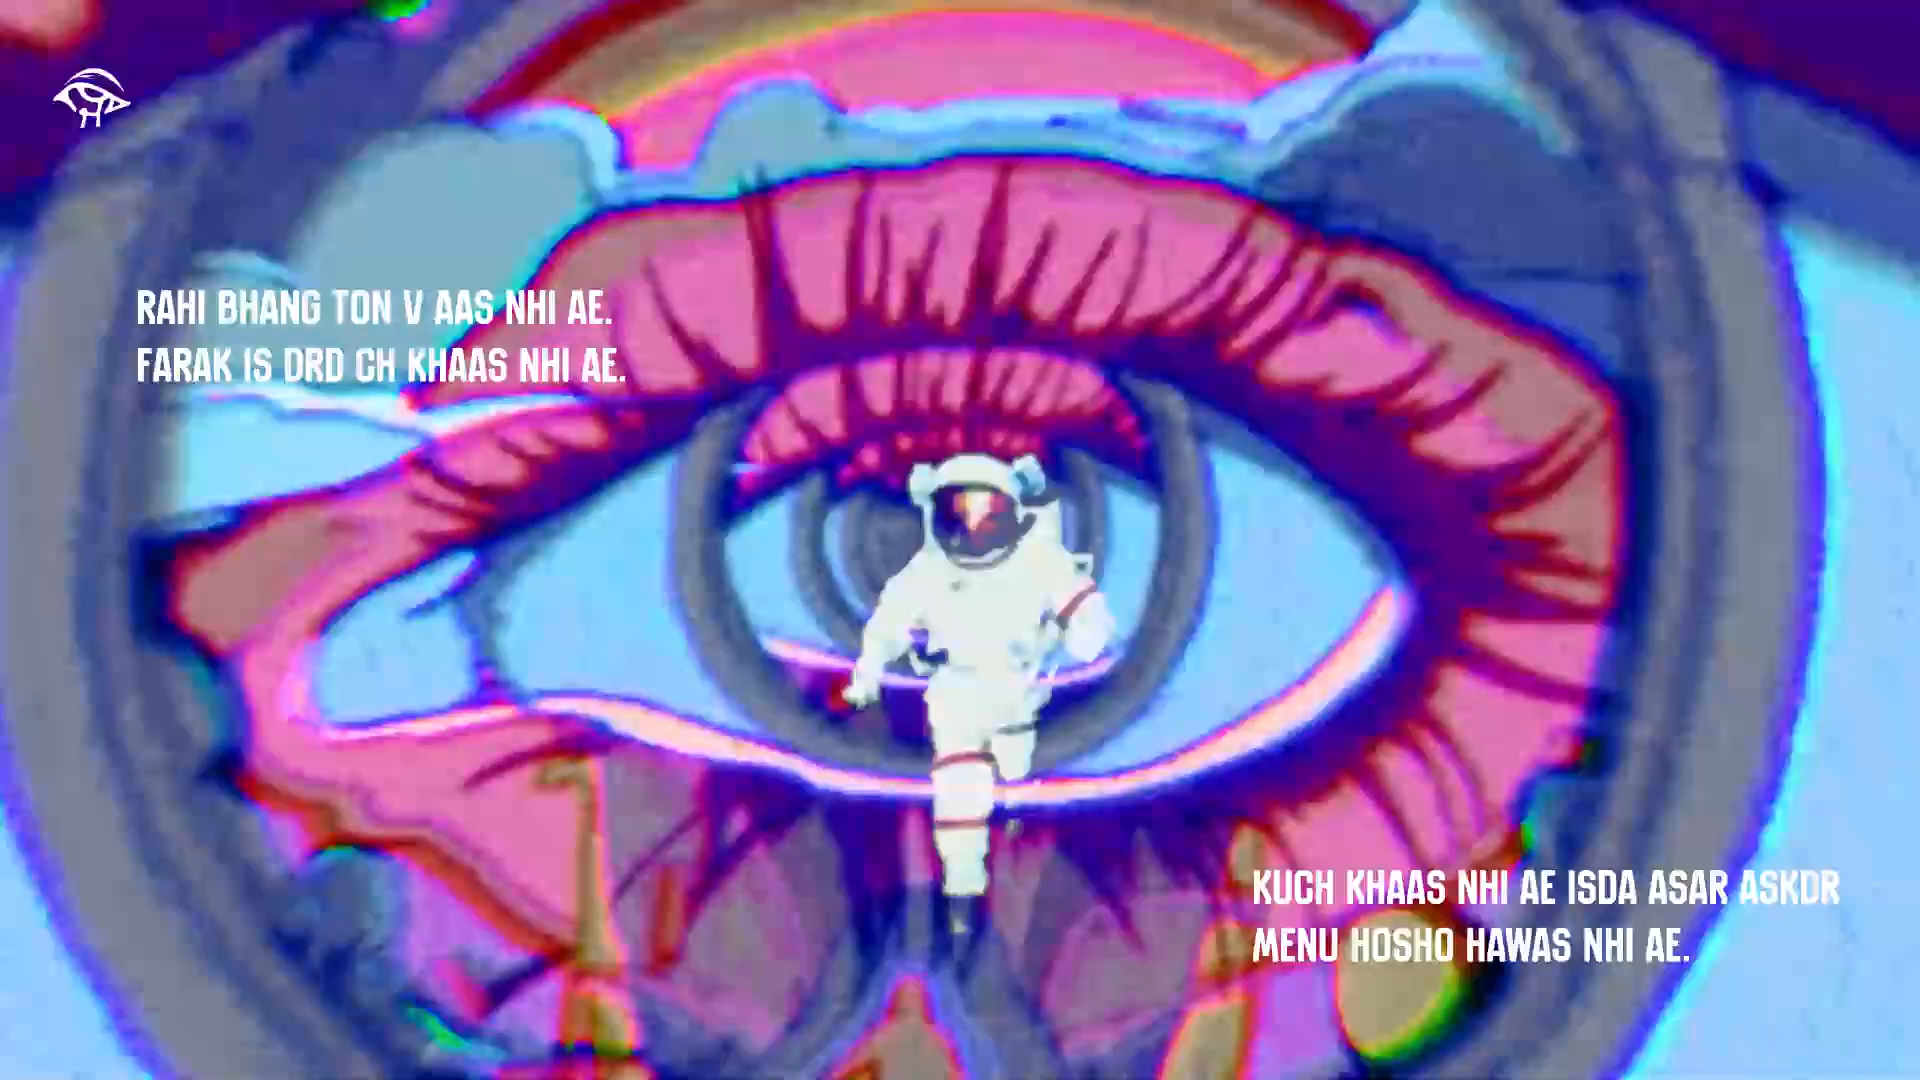 RAHI BHANG TON V AAS NHI AE.
FARAK IS DRD CH KHAAS NHI AE.
KUCH KHAAS NHI AE ISDA ASAR ASKDR
MENU HOSHO HAWAS NHI AE.